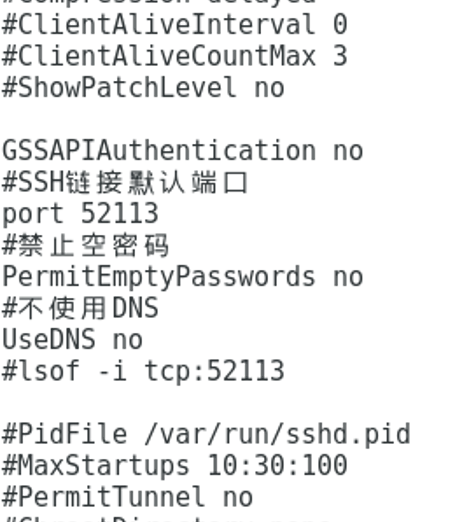 #Compression delayed
#ClientAliveInterval 0
#ClientAliveCountMax 3
#ShowPatchLevel no
GSSAPIAuthentication no
#SSH链接默认端口
port 52113
#禁止空密码
PermitEmptyPasswords no
#不使用DNS
UseDNS no
#lsof -i tcp:52113
#PidFile /var/run/sshd.pid
#MaxStartups 10:30:100
#PermitTunnel no